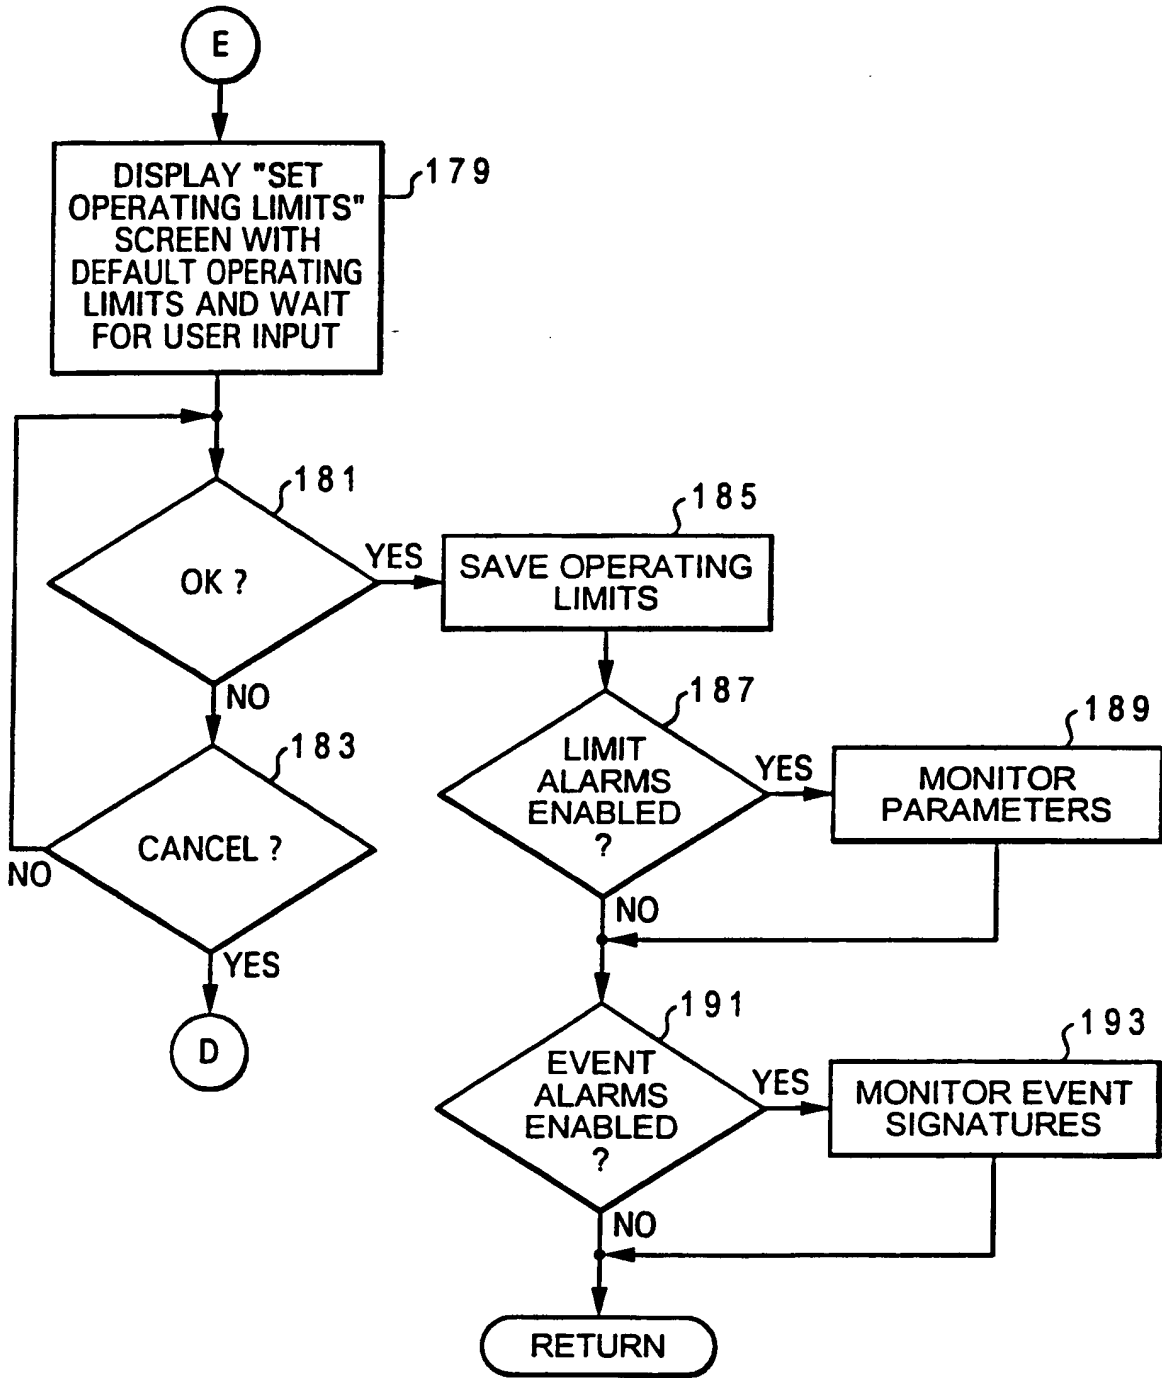 E
DISPLAY "SET
OPERATING LIMITS"
SCREEN WITH
DEFAULT OPERATING
LIMITS AND WAIT
FOR USER INPUT
179
181
OK ?
YES
NO
185
SAVE OPERATING
LIMITS
183
CANCEL ?
NO
YES
D
187
LIMIT
ALARMS
ENABLED
?
YES
NO
189
MONITOR
PARAMETERS
191
EVENT
ALARMS
ENABLED
?
YES
NO
193
MONITOR EVENT
SIGNATURES
RETURN